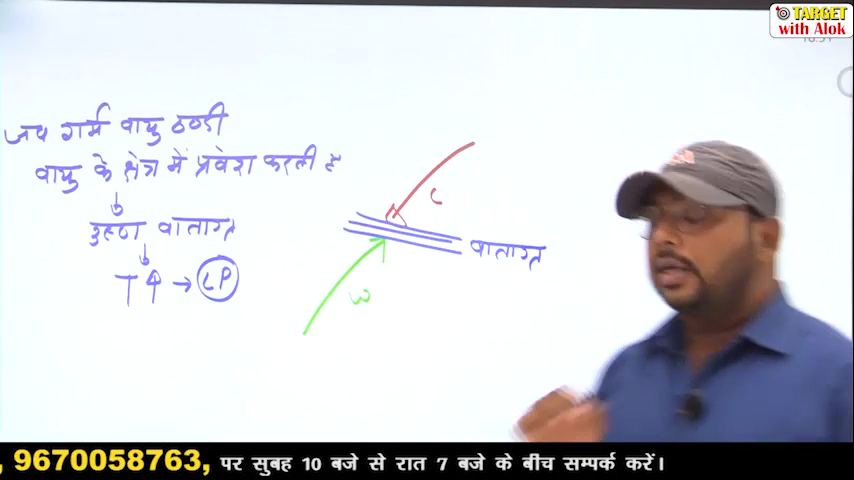 TARGET
with Alok
जब गर्म वायु ठण्डी
वायु के क्षेत्र में प्रवेश करती है
उष्ण वाताग्र
T↑ → LP
C
वाताग्र
W
9670058763, पर सुबह 10 बजे से रात 7 बजे के बीच सम्पर्क करें।